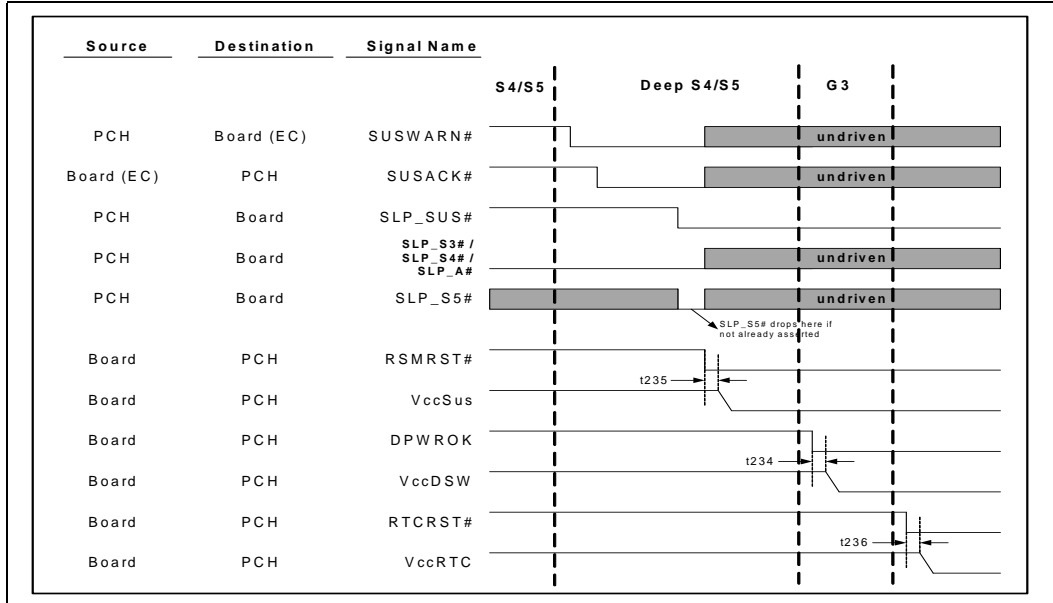 Source Destination Signal Name
S4/S5 Deep S4/S5 G3
PCH Board (EC) SUSWARN# undriven
Board (EC) PCH SUSACK# undriven
PCH Board SLP_SUS#
PCH Board SLP_S3# /
SLP_S4# /
SLP_A# undriven
PCH Board SLP_S5# undriven
SLP_S5# drops here if
not already asserted
Board PCH RSMRST#
t235
Board PCH VccSus
Board PCH DPWROK
t234
Board PCH VccDSW
Board PCH RTCRST#
t236
Board PCH VccRTC